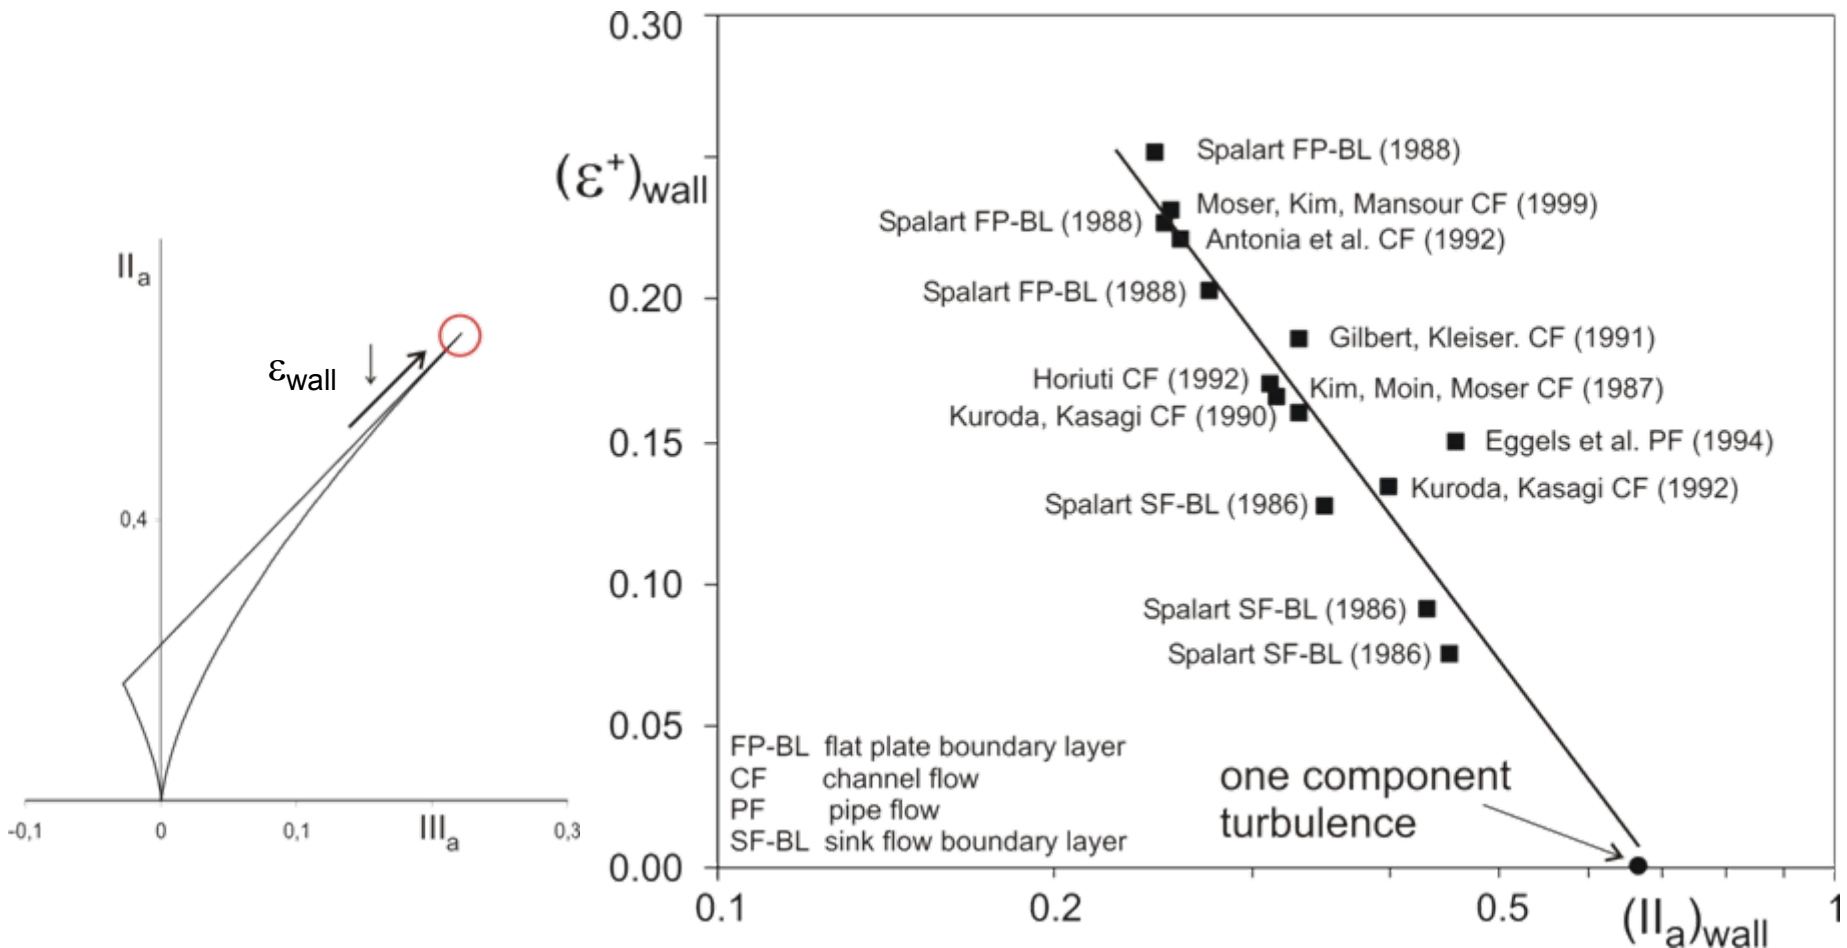 II_a
ε_wall
0,4
-0,1
0
0,1
III_a
0,3
0.30
(ε⁺)_wall
0.20
0.15
0.10
0.05
0.00
Spalart FP-BL (1988)
Moser, Kim, Mansour CF (1999)
Spalart FP-BL (1988)
Antonia et al. CF (1992)
Spalart FP-BL (1988)
Gilbert, Kleiser. CF (1991)
Horiuti CF (1992)
Kim, Moin, Moser CF (1987)
Kuroda, Kasagi CF (1990)
Eggels et al. PF (1994)
Kuroda, Kasagi CF (1992)
Spalart SF-BL (1986)
Spalart SF-BL (1986)
Spalart SF-BL (1986)
FP-BL flat plate boundary layer
CF channel flow
PF pipe flow
SF-BL sink flow boundary layer
one component
turbulence
0.1
0.2
0.5
(II_a)_wall
1